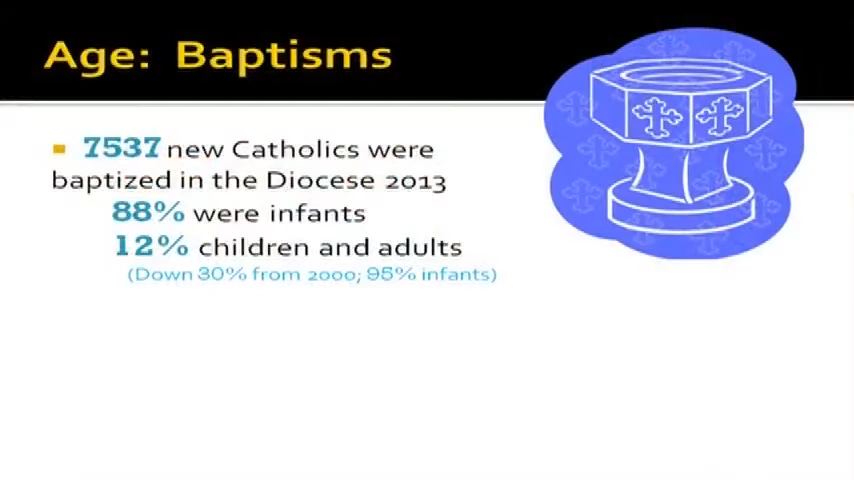 Age: Baptisms
7537 new Catholics were
baptized in the Diocese 2013
88% were infants
12% children and adults
(Down 30% from 2000; 95% infants)